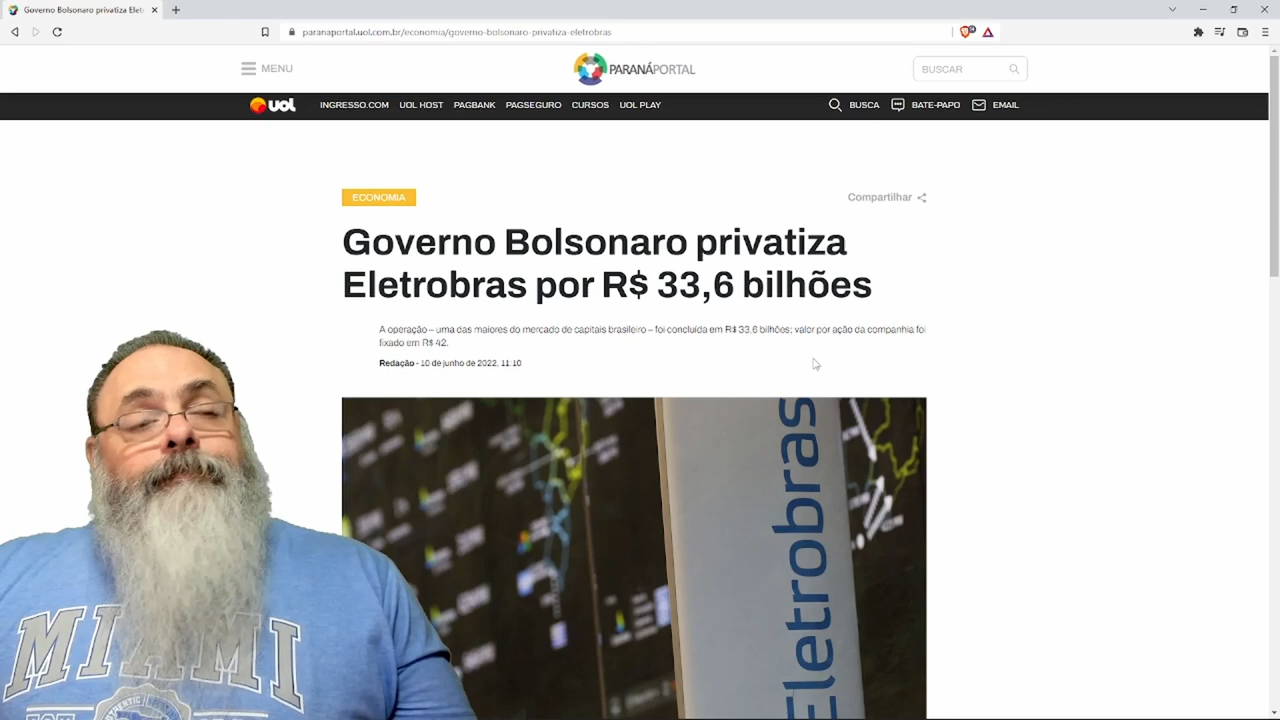 Governo Bolsonaro privatiza Elet
paranaportal.uol.com.br/economia/governo-bolsonaro-privatiza-eletrobras
MENU
PARANÁPORTAL
BUSCAR
UOL
INGRESSO.COM UOL HOST PAGBANK PAGSEGURO CURSOS UOL PLAY
BUSCA BATE-PAPO EMAIL
ECONOMIA
Compartilhar
Governo Bolsonaro privatiza
Eletrobras por R$ 33,6 bilhões
A operação – uma das maiores do mercado de capitais brasileiro – foi concluída em R$ 33,6 bilhões; valor por ação da companhia foi
fixado em R$ 42.
Redação - 10 de junho de 2022, 11:10
Eletrobras
MIAMI